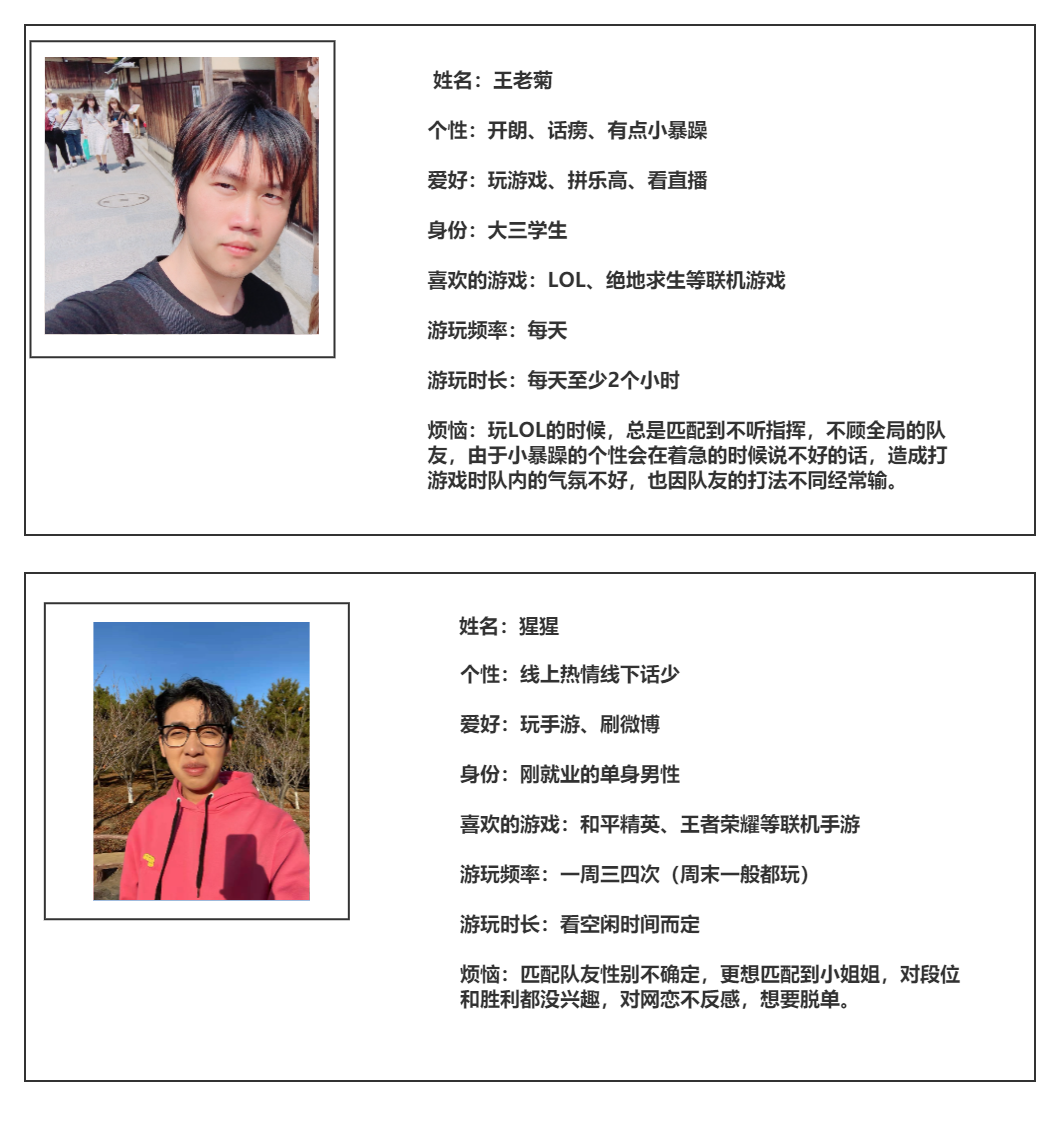 姓名：王老菊
个性：开朗、话痨、有点小暴躁
爱好：玩游戏、拼乐高、看直播
身份：大三学生
喜欢的游戏：LOL、绝地求生等联机游戏
游玩频率：每天
游玩时长：每天至少2个小时
烦恼：玩LOL的时候，总是匹配到不听指挥，不顾全局的队
友，由于小暴躁的个性会在着急的时候说不好的话，造成打
游戏时队内的气氛不好，也因队友的打法不同经常输。
姓名：猩猩
个性：线上热情线下话少
爱好：玩手游、刷微博
身份：刚就业的单身男性
喜欢的游戏：和平精英、王者荣耀等联机手游
游玩频率：一周三四次（周末一般都玩）
游玩时长：看空闲时间而定
烦恼：匹配队友性别不确定，更想匹配到小姐姐，对段位
和胜利都没兴趣，对网恋不反感，想要脱单。